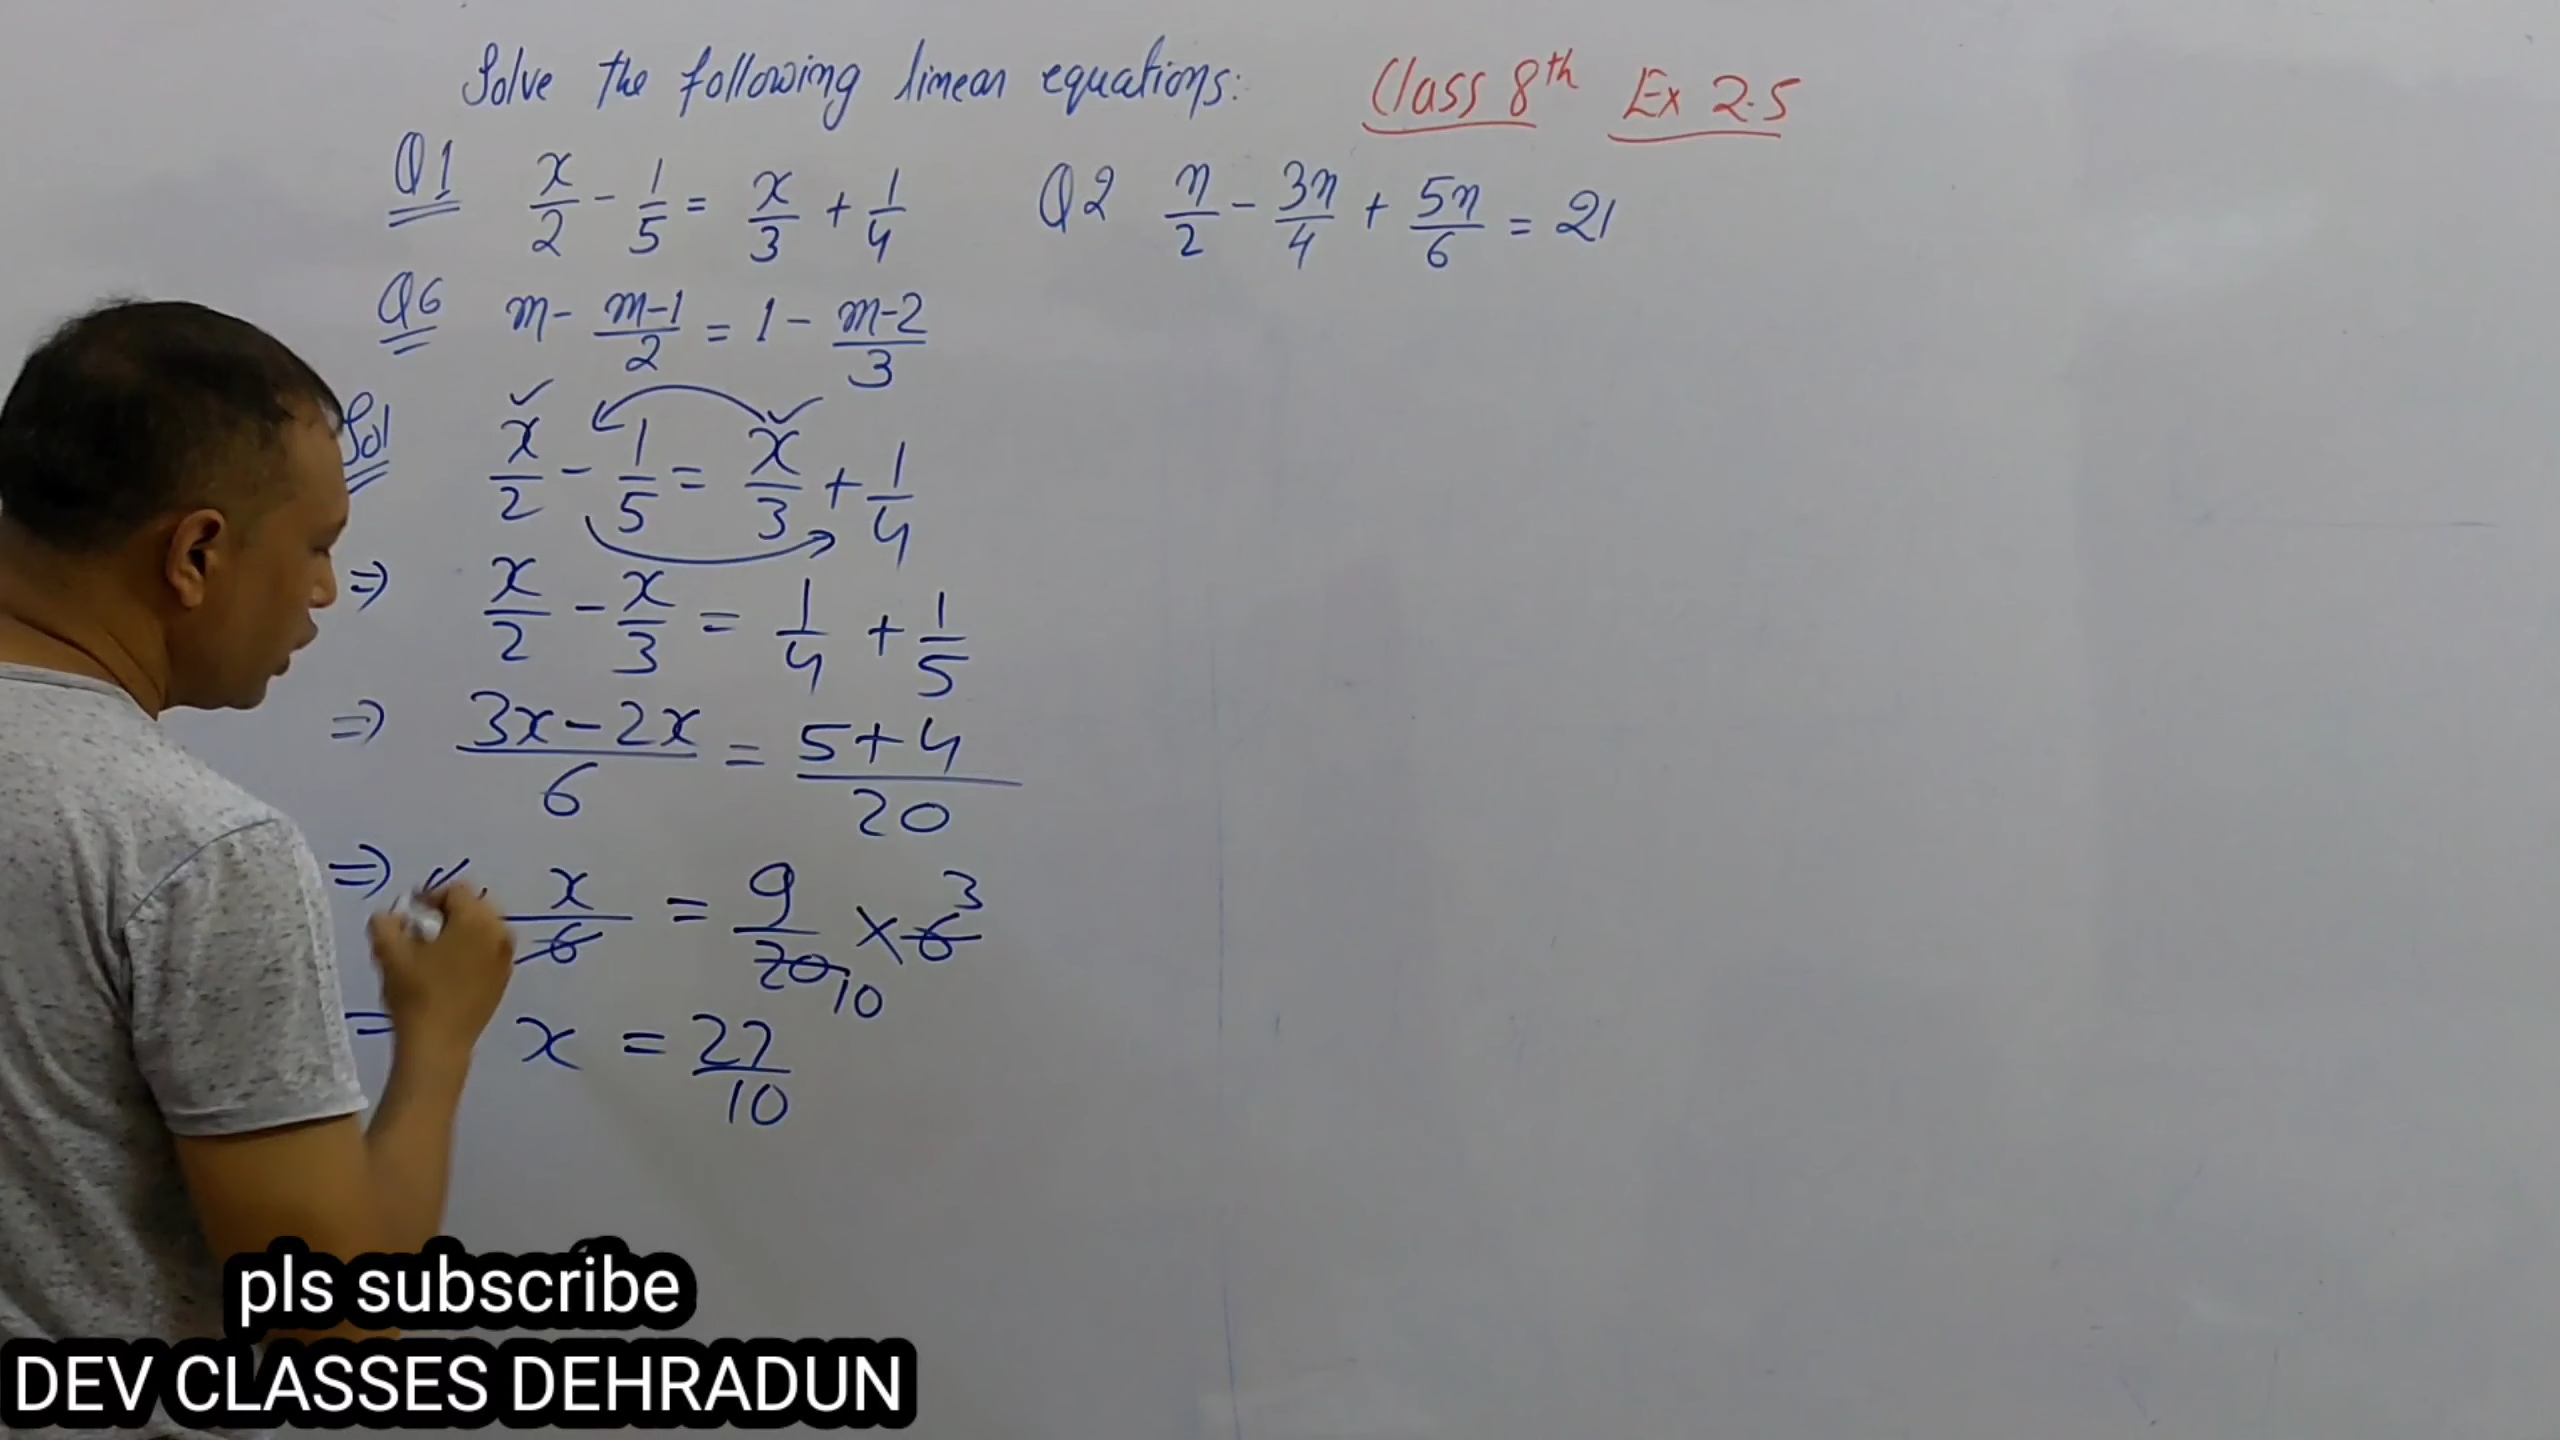 Solve the following linear equations: Class 8th Ex 2.5
Q1 x/2 - 1/5 = x/3 + 1/4 Q2 n/2 - 3n/4 + 5n/6 = 21
Q6 m - m-1/2 = 1 - m-2/3
Sol x/2 - 1/5 = x/3 + 1/4
⇒ x/2 - x/3 = 1/4 + 1/5
⇒ 3x-2x/6 = 5+4/20
⇒ x/6 = 9/20 10 × 6 3
x = 27/10
pls subscribe
DEV CLASSES DEHRADUN